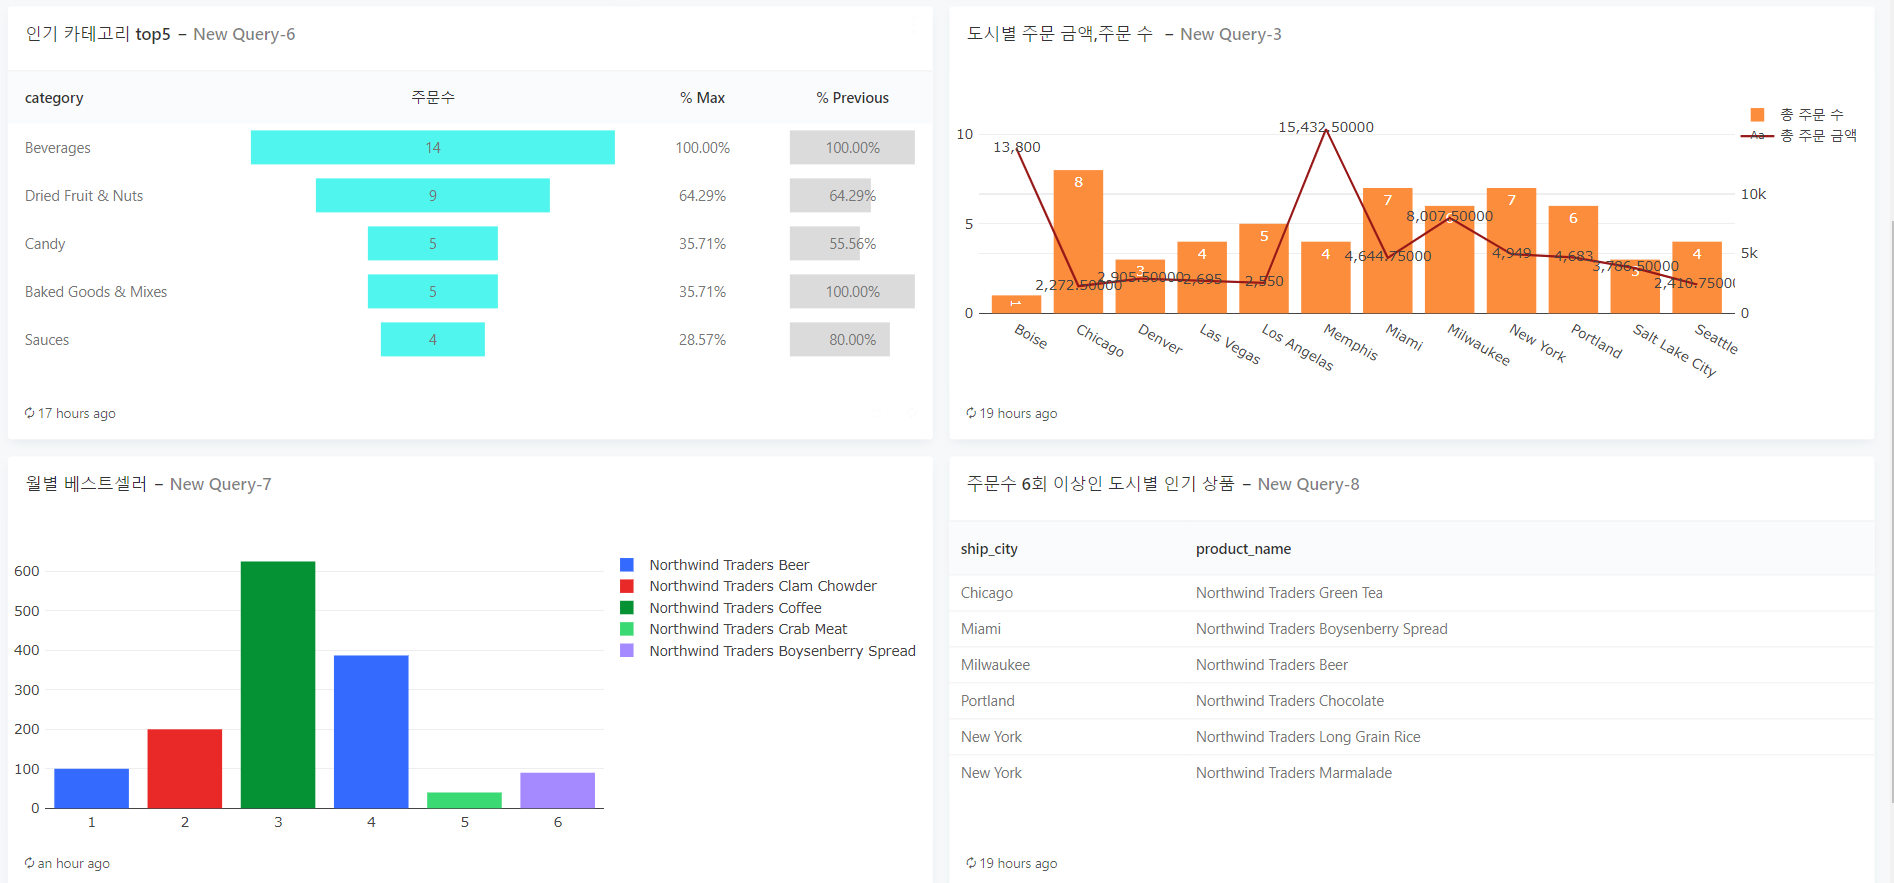 인기 카테고리 top5 – New Query-6
category 주문수 % Max % Previous
Beverages 14 100.00% 100.00%
Dried Fruit & Nuts 9 64.29% 64.29%
Candy 5 35.71% 55.56%
Baked Goods & Mixes 5 35.71% 100.00%
Sauces 4 28.57% 80.00%
17 hours ago
도시별 주문 금액,주문 수 – New Query-3
총 주문 수
Aa 총 주문 금액
10
5
0
10k
5k
0
13,800
2,272.50000
2,905.50000
2,695
2,550
15,432.50000
4,644.75000
8,007.50000
4,949
4,683
3,786.50000
2,410.75000
1
8
3
4
5
4
7
6
7
6
3
4
Boise
Chicago
Denver
Las Vegas
Los Angelas
Memphis
Miami
Milwaukee
New York
Portland
Salt Lake City
Seattle
19 hours ago
월별 베스트셀러 – New Query-7
600
500
400
300
200
100
0
1 2 3 4 5 6
Northwind Traders Beer
Northwind Traders Clam Chowder
Northwind Traders Coffee
Northwind Traders Crab Meat
Northwind Traders Boysenberry Spread
an hour ago
주문수 6회 이상인 도시별 인기 상품 – New Query-8
ship_city product_name
Chicago Northwind Traders Green Tea
Miami Northwind Traders Boysenberry Spread
Milwaukee Northwind Traders Beer
Portland Northwind Traders Chocolate
New York Northwind Traders Long Grain Rice
New York Northwind Traders Marmalade
19 hours ago